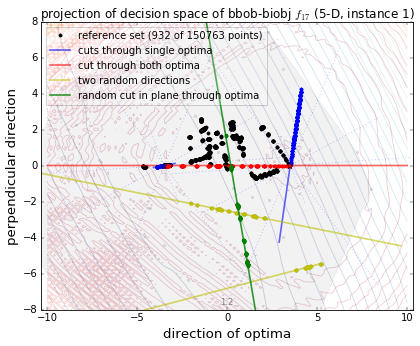 projection of decision space of bbob-biobj f17 (5-D, instance 1)
reference set (932 of 150763 points)
cuts through single optima
cut through both optima
two random directions
random cut in plane through optima
perpendicular direction
8
6
4
2
0
−2
−4
−6
−8
1.2
−10
−5
0
5
10
direction of optima